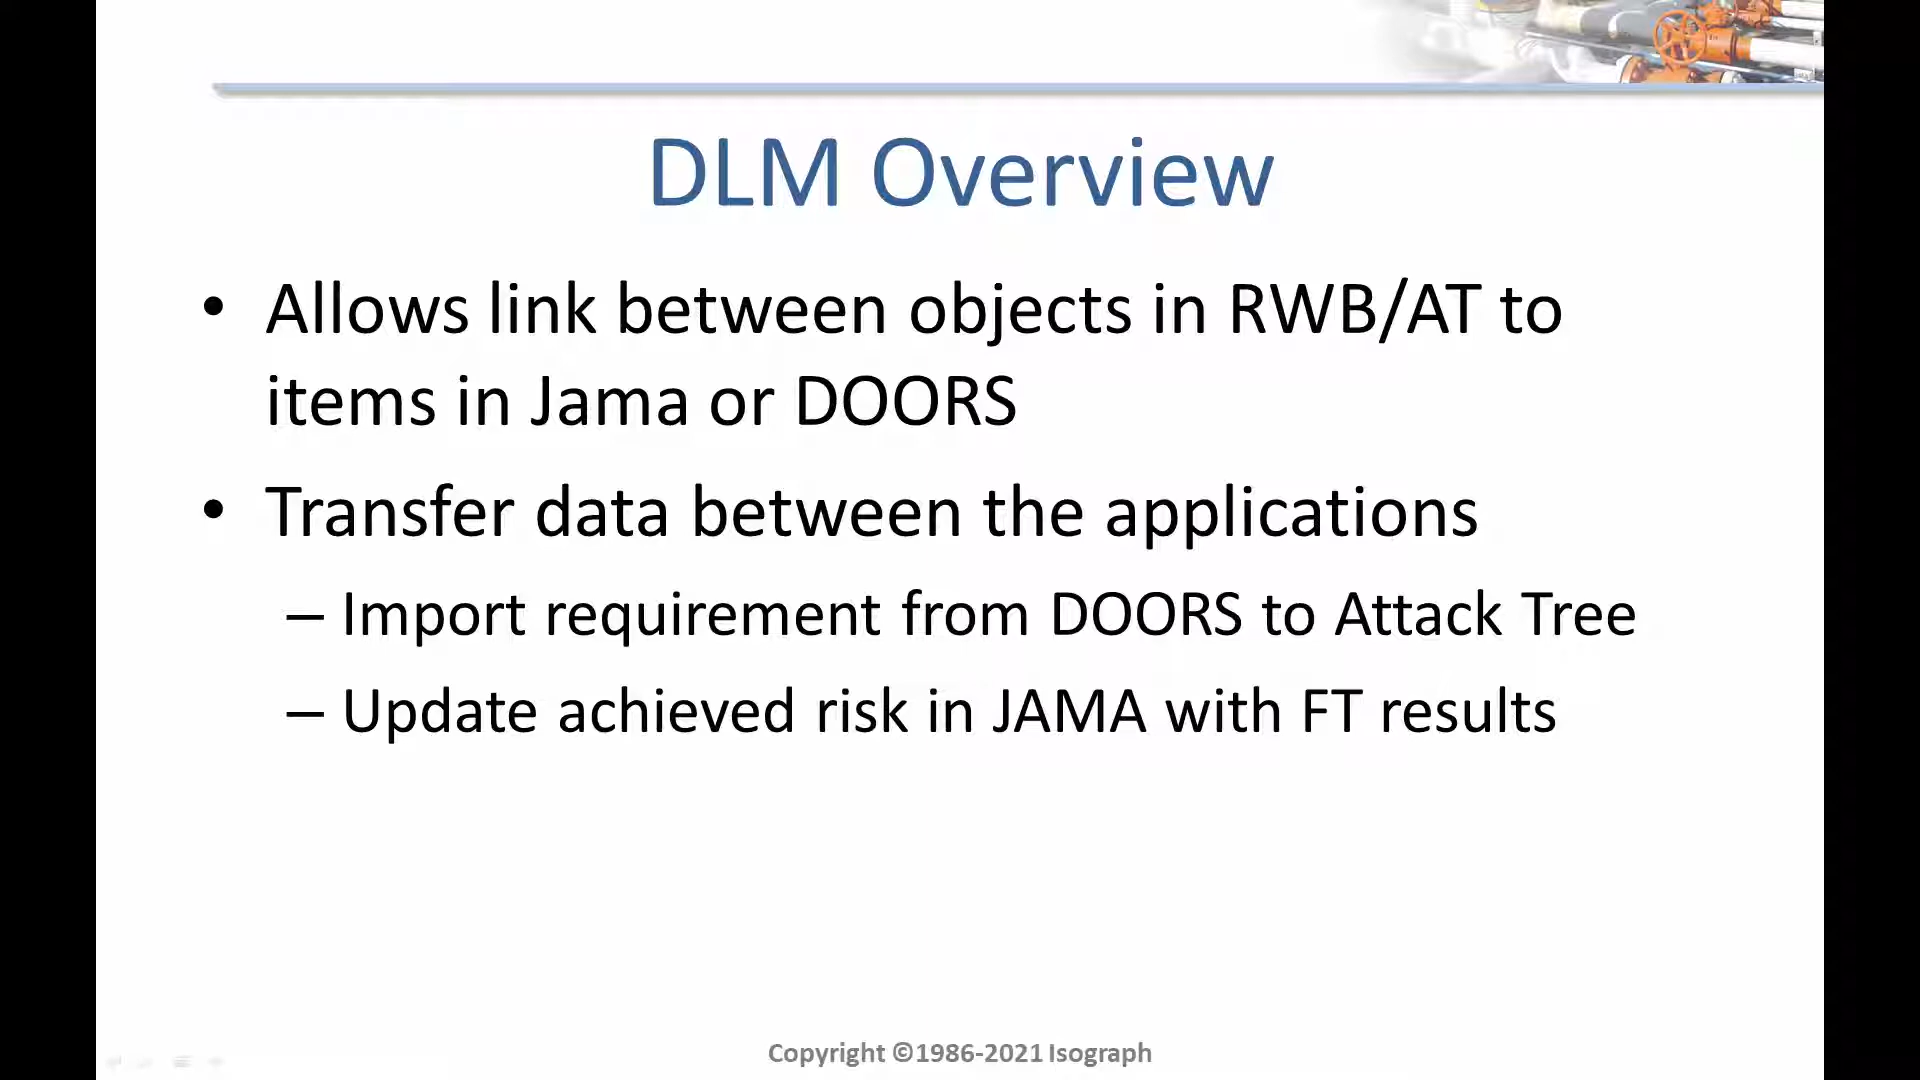 DLM Overview
• Allows link between objects in RWB/AT to
items in Jama or DOORS
• Transfer data between the applications
– Import requirement from DOORS to Attack Tree
– Update achieved risk in JAMA with FT results
Copyright ©1986-2021 Isograph